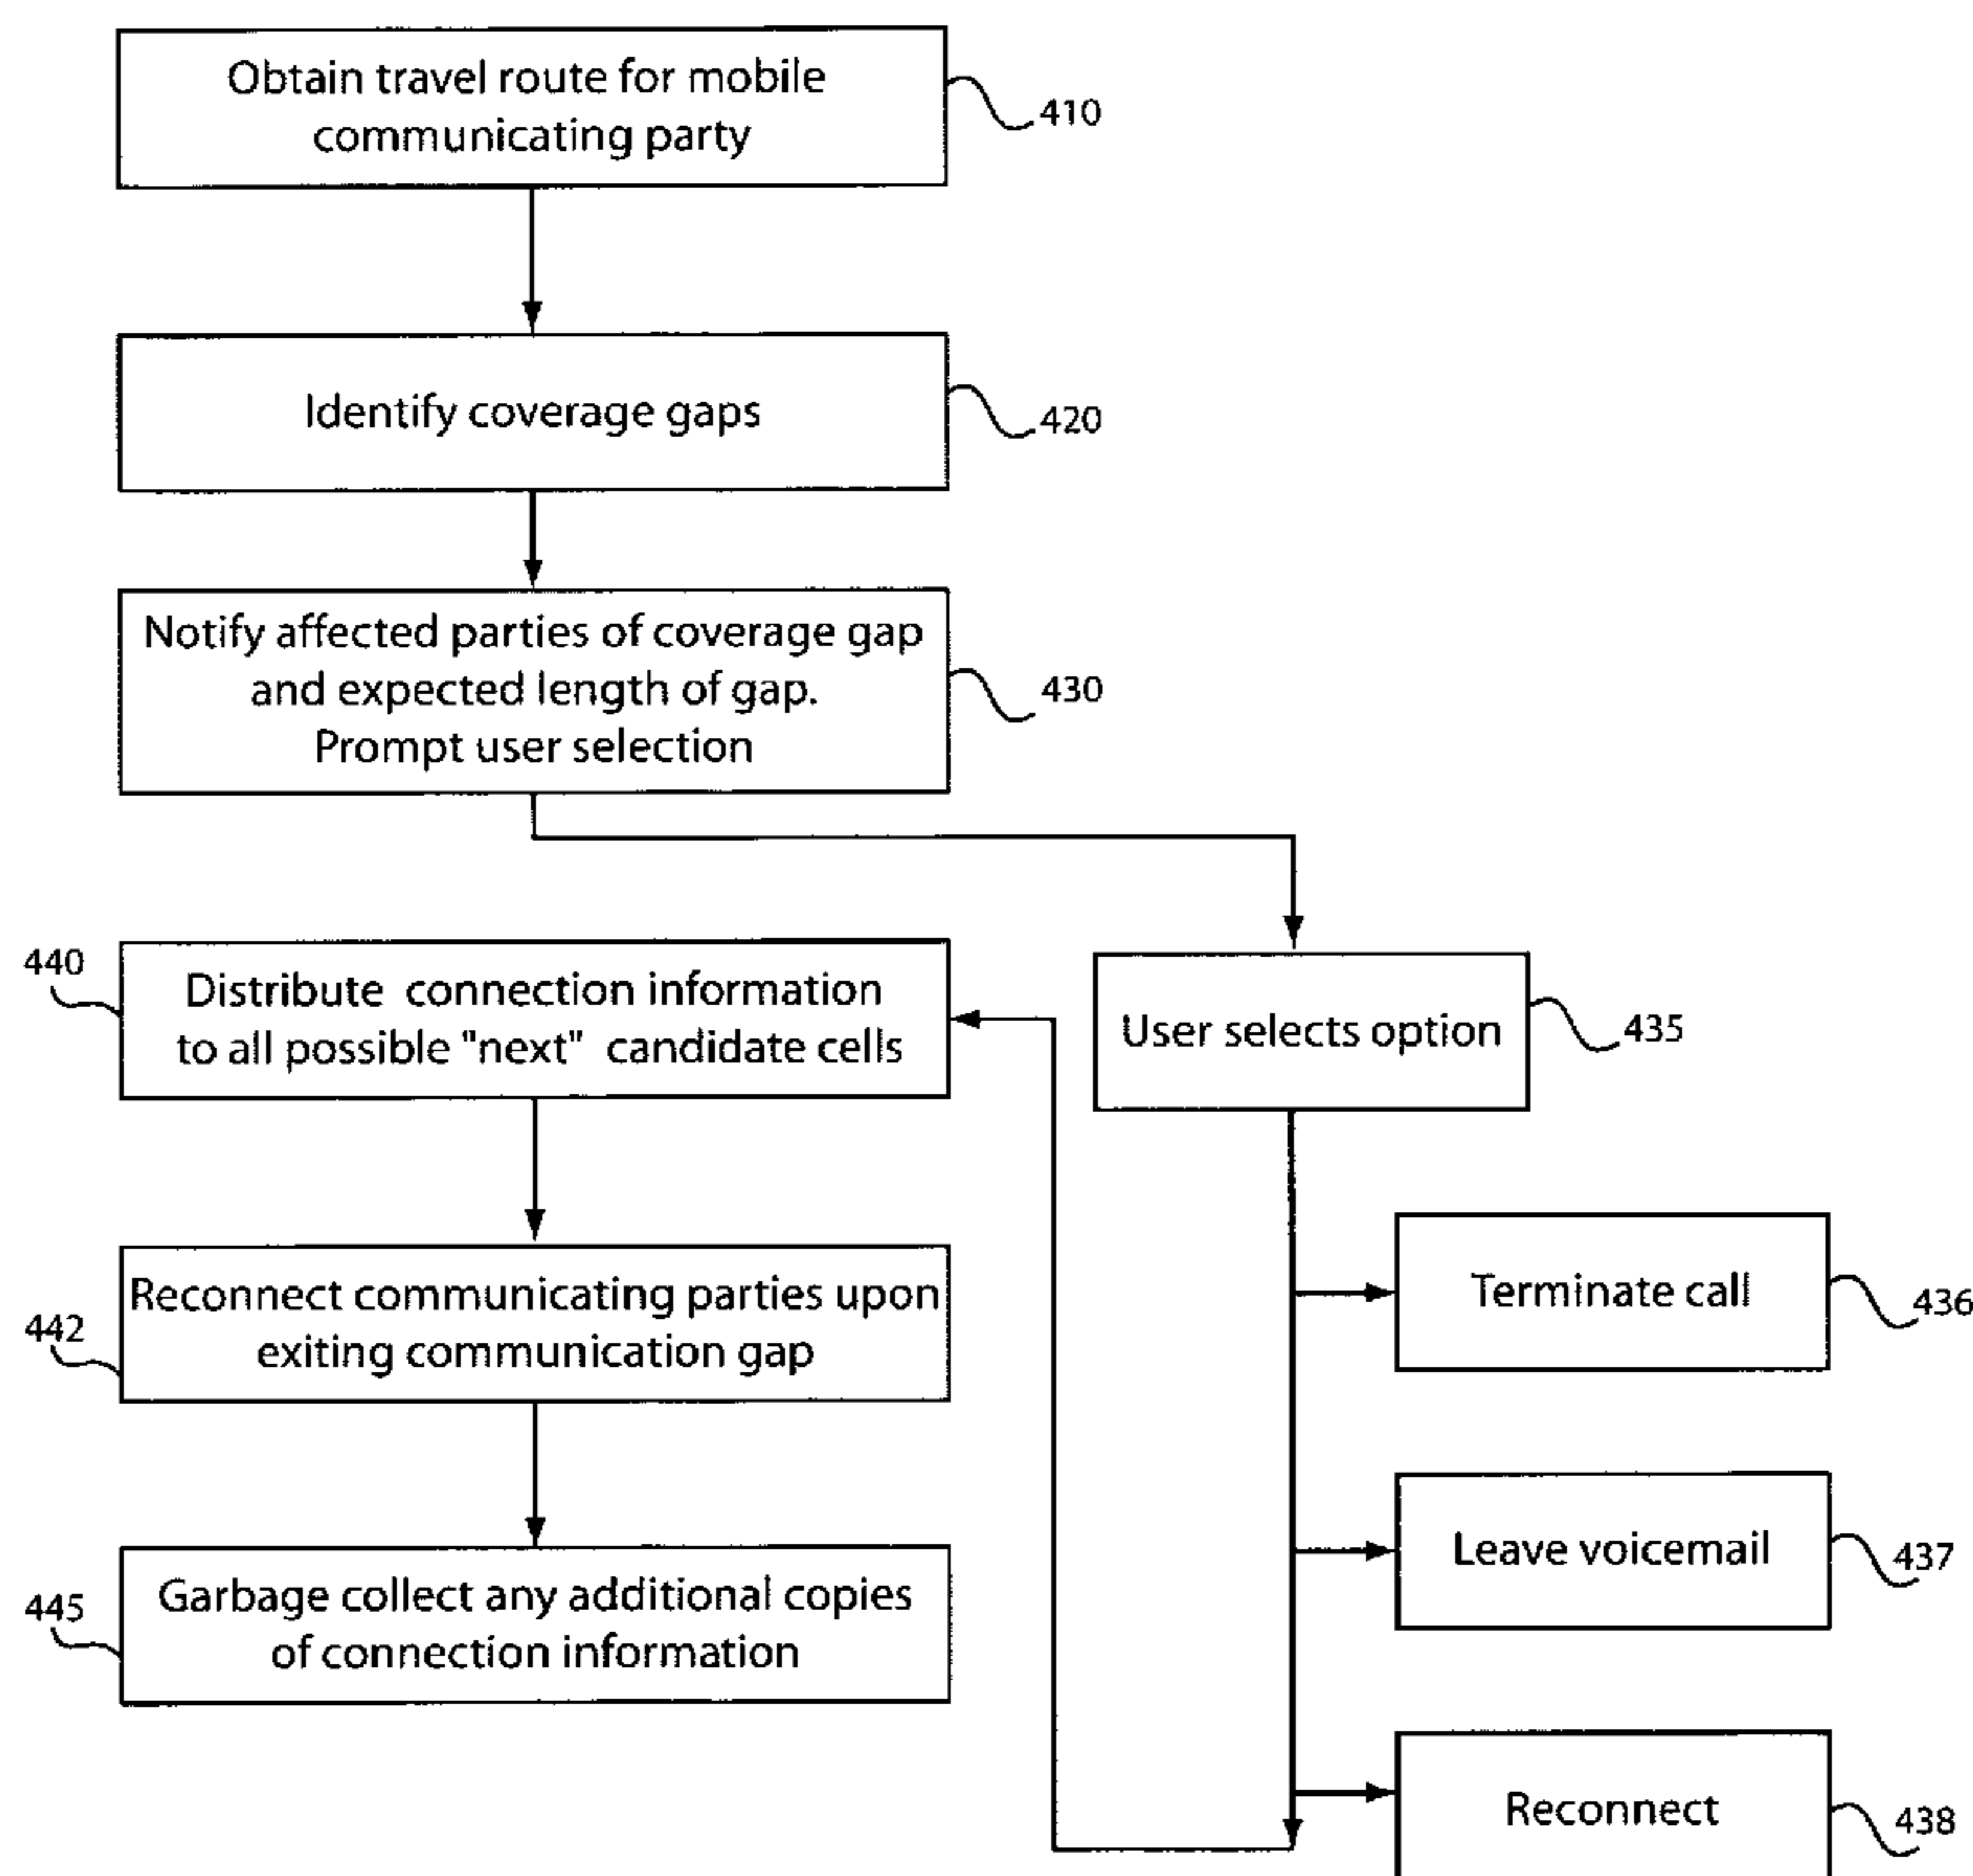 Obtain travel route for mobile
communicating party
410
Identify coverage gaps
420
Notify affected parties of coverage gap
and expected length of gap.
Prompt user selection
430
440
Distribute connection information
to all possible "next" candidate cells
User selects option
435
Terminate call
436
442
Reconnect communicating parties upon
exiting communication gap
Leave voicemail
437
445
Garbage collect any additional copies
of connection information
Reconnect
438